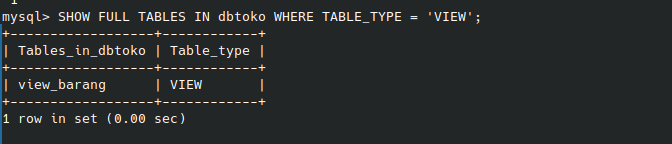 mysql> SHOW FULL TABLES IN dbtoko WHERE TABLE_TYPE = 'VIEW';
+------------------+------------+
| Tables_in_dbtoko | Table_type |
+------------------+------------+
| view_barang      | VIEW       |
+------------------+------------+
1 row in set (0.00 sec)